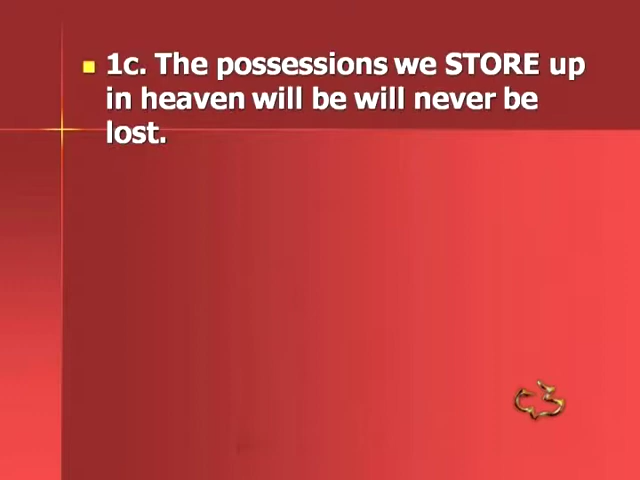 1c. The possessions we STORE up
in heaven will be will never be
lost.